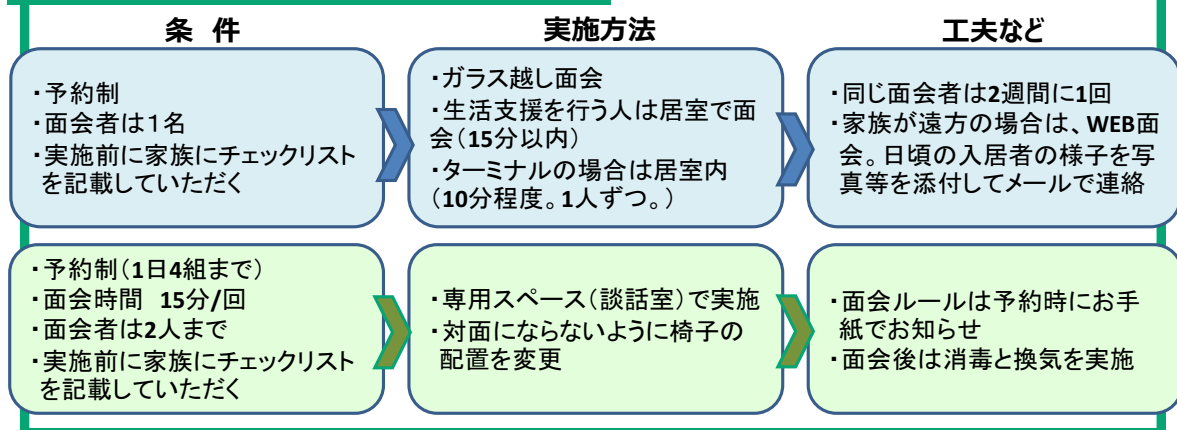 条 件
実施方法
工夫など
・予約制
・面会者は１名
・実施前に家族にチェックリスト
を記載していただく
・ガラス越し面会
・生活支援を行う人は居室で面
会（15分以内）
・ターミナルの場合は居室内
（10分程度。1人ずつ。）
・同じ面会者は2週間に1回
・家族が遠方の場合は、WEB面
会。日頃の入居者の様子を写
真等を添付してメールで連絡
・予約制（1日4組まで）
・面会時間 15分/回
・面会者は2人まで
・実施前に家族にチェックリスト
を記載していただく
・専用スペース（談話室）で実施
・対面にならないように椅子の
配置を変更
・面会ルールは予約時にお手
紙でお知らせ
・面会後は消毒と換気を実施